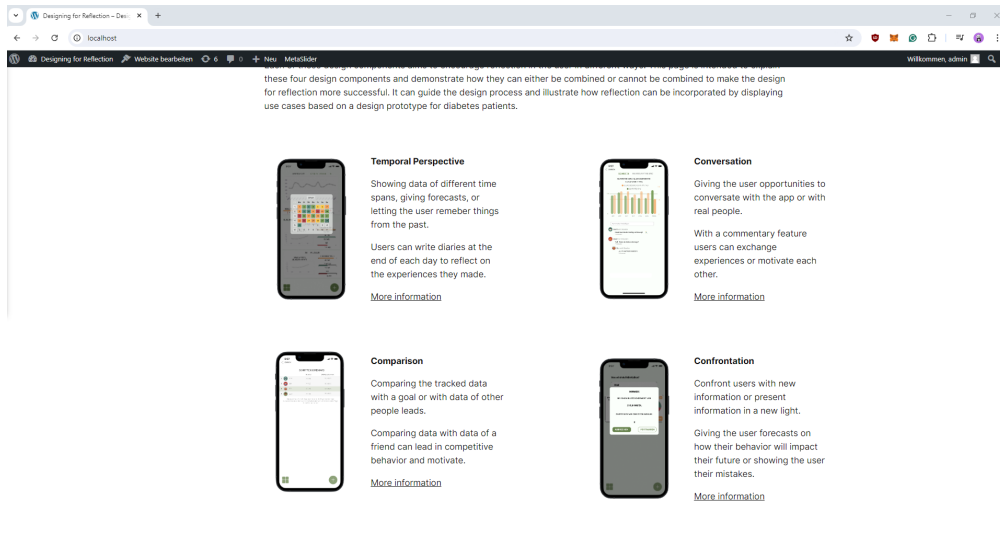 Designing for Reflection – Desi
localhost
Designing for Reflection
Website bearbeiten
6
0
Neu
MetaSlider
Willkommen, admin
these four design components and demonstrate how they can either be combined or cannot be combined to make the design
for reflection more successful. It can guide the design process and illustrate how reflection can be incorporated by displaying
use cases based on a design prototype for diabetes patients.
Temporal Perspective
Showing data of different time
spans, giving forecasts, or
letting the user remeber things
from the past.
Users can write diaries at the
end of each day to reflect on
the experiences they made.
More information
Conversation
Giving the user opportunities to
conversate with the app or with
real people.
With a commentary feature
users can exchange
experiences or motivate each
other.
More information
Comparison
Comparing the tracked data
with a goal or with data of other
people leads.
Comparing data with data of a
friend can lead in competitive
behavior and motivate.
More information
Confrontation
Confront users with new
information or present
information in a new light.
Giving the user forecasts on
how their behavior will impact
their future or showing the user
their mistakes.
More information